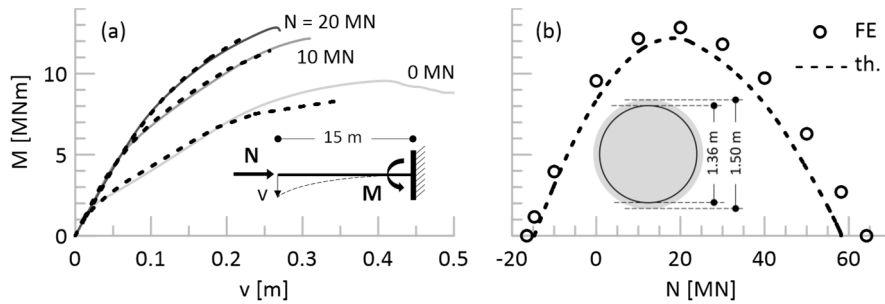 (a)
N = 20 MN
10 MN
0 MN
M [MNm]
10
5
0
15 m
N
v
M
0
0.1
0.2
0.3
0.4
0.5
v [m]
(b)
FE
th.
1.36 m
1.50 m
-20
0
20
40
60
N [MN]